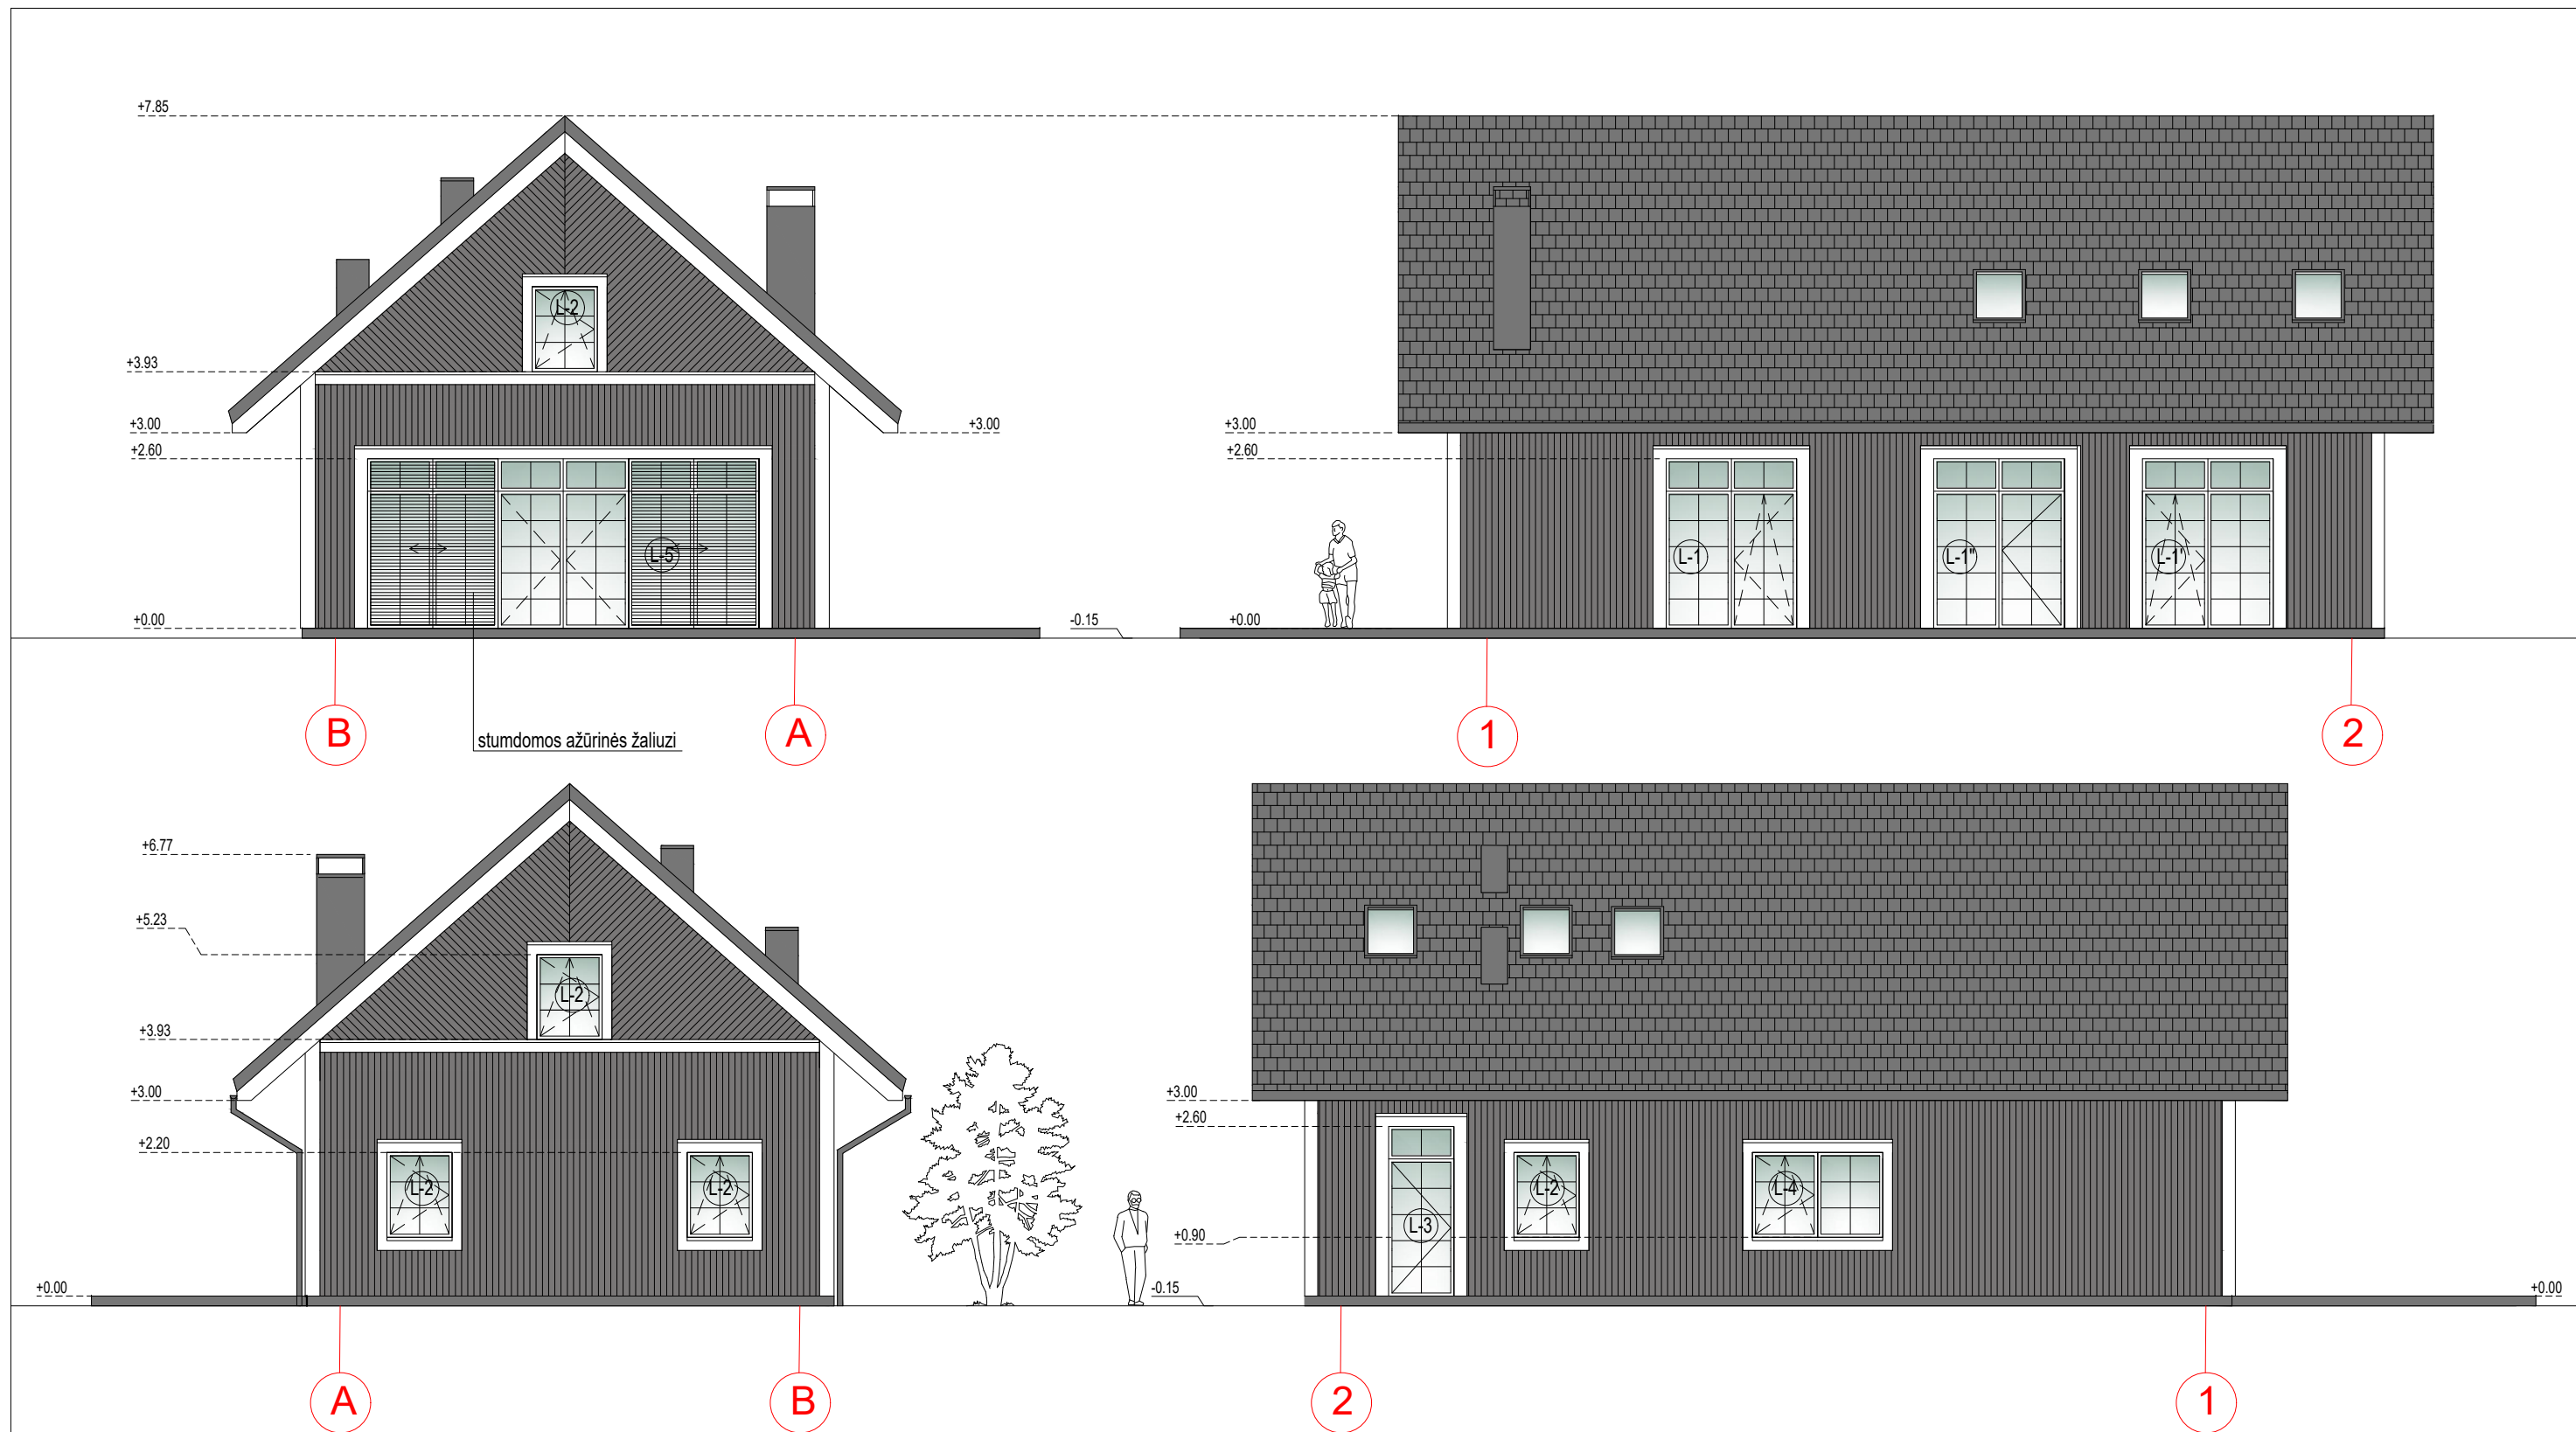 +7.85
+3.93
+3.00
+3.00
+2.60
+0.00
L-2
L-5
-0.15
B
A
stumdomos ažūrinės žaliuzi
+3.00
+2.60
+0.00
L-1
L-1"
L-1'
1
2
+6.77
+5.23
+3.93
+3.00
+2.20
+0.00
L-2
L-2
L-2
A
B
-0.15
+3.00
+2.60
+0.90
L-3
L-2
L-4
+0.00
2
1